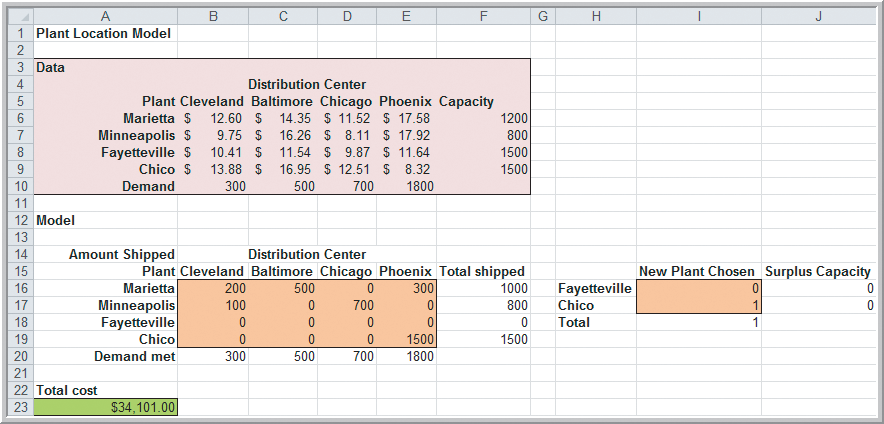 A B C D E F G H I J
1 Plant Location Model
2
3 Data
4 Distribution Center
5 Plant Cleveland Baltimore Chicago Phoenix Capacity
6 Marietta $ 12.60 $ 14.35 $ 11.52 $ 17.58 1200
7 Minneapolis $ 9.75 $ 16.26 $ 8.11 $ 17.92 800
8 Fayetteville $ 10.41 $ 11.54 $ 9.87 $ 11.64 1500
9 Chico $ 13.88 $ 16.95 $ 12.51 $ 8.32 1500
10 Demand 300 500 700 1800
11
12 Model
13
14 Amount Shipped Distribution Center
15 Plant Cleveland Baltimore Chicago Phoenix Total shipped New Plant Chosen Surplus Capacity
16 Marietta 200 500 0 300 1000 Fayetteville 0 0
17 Minneapolis 100 0 700 0 800 Chico 1 0
18 Fayetteville 0 0 0 0 0 Total 1
19 Chico 0 0 0 1500 1500
20 Demand met 300 500 700 1800
21
22 Total cost
23 $34,101.00